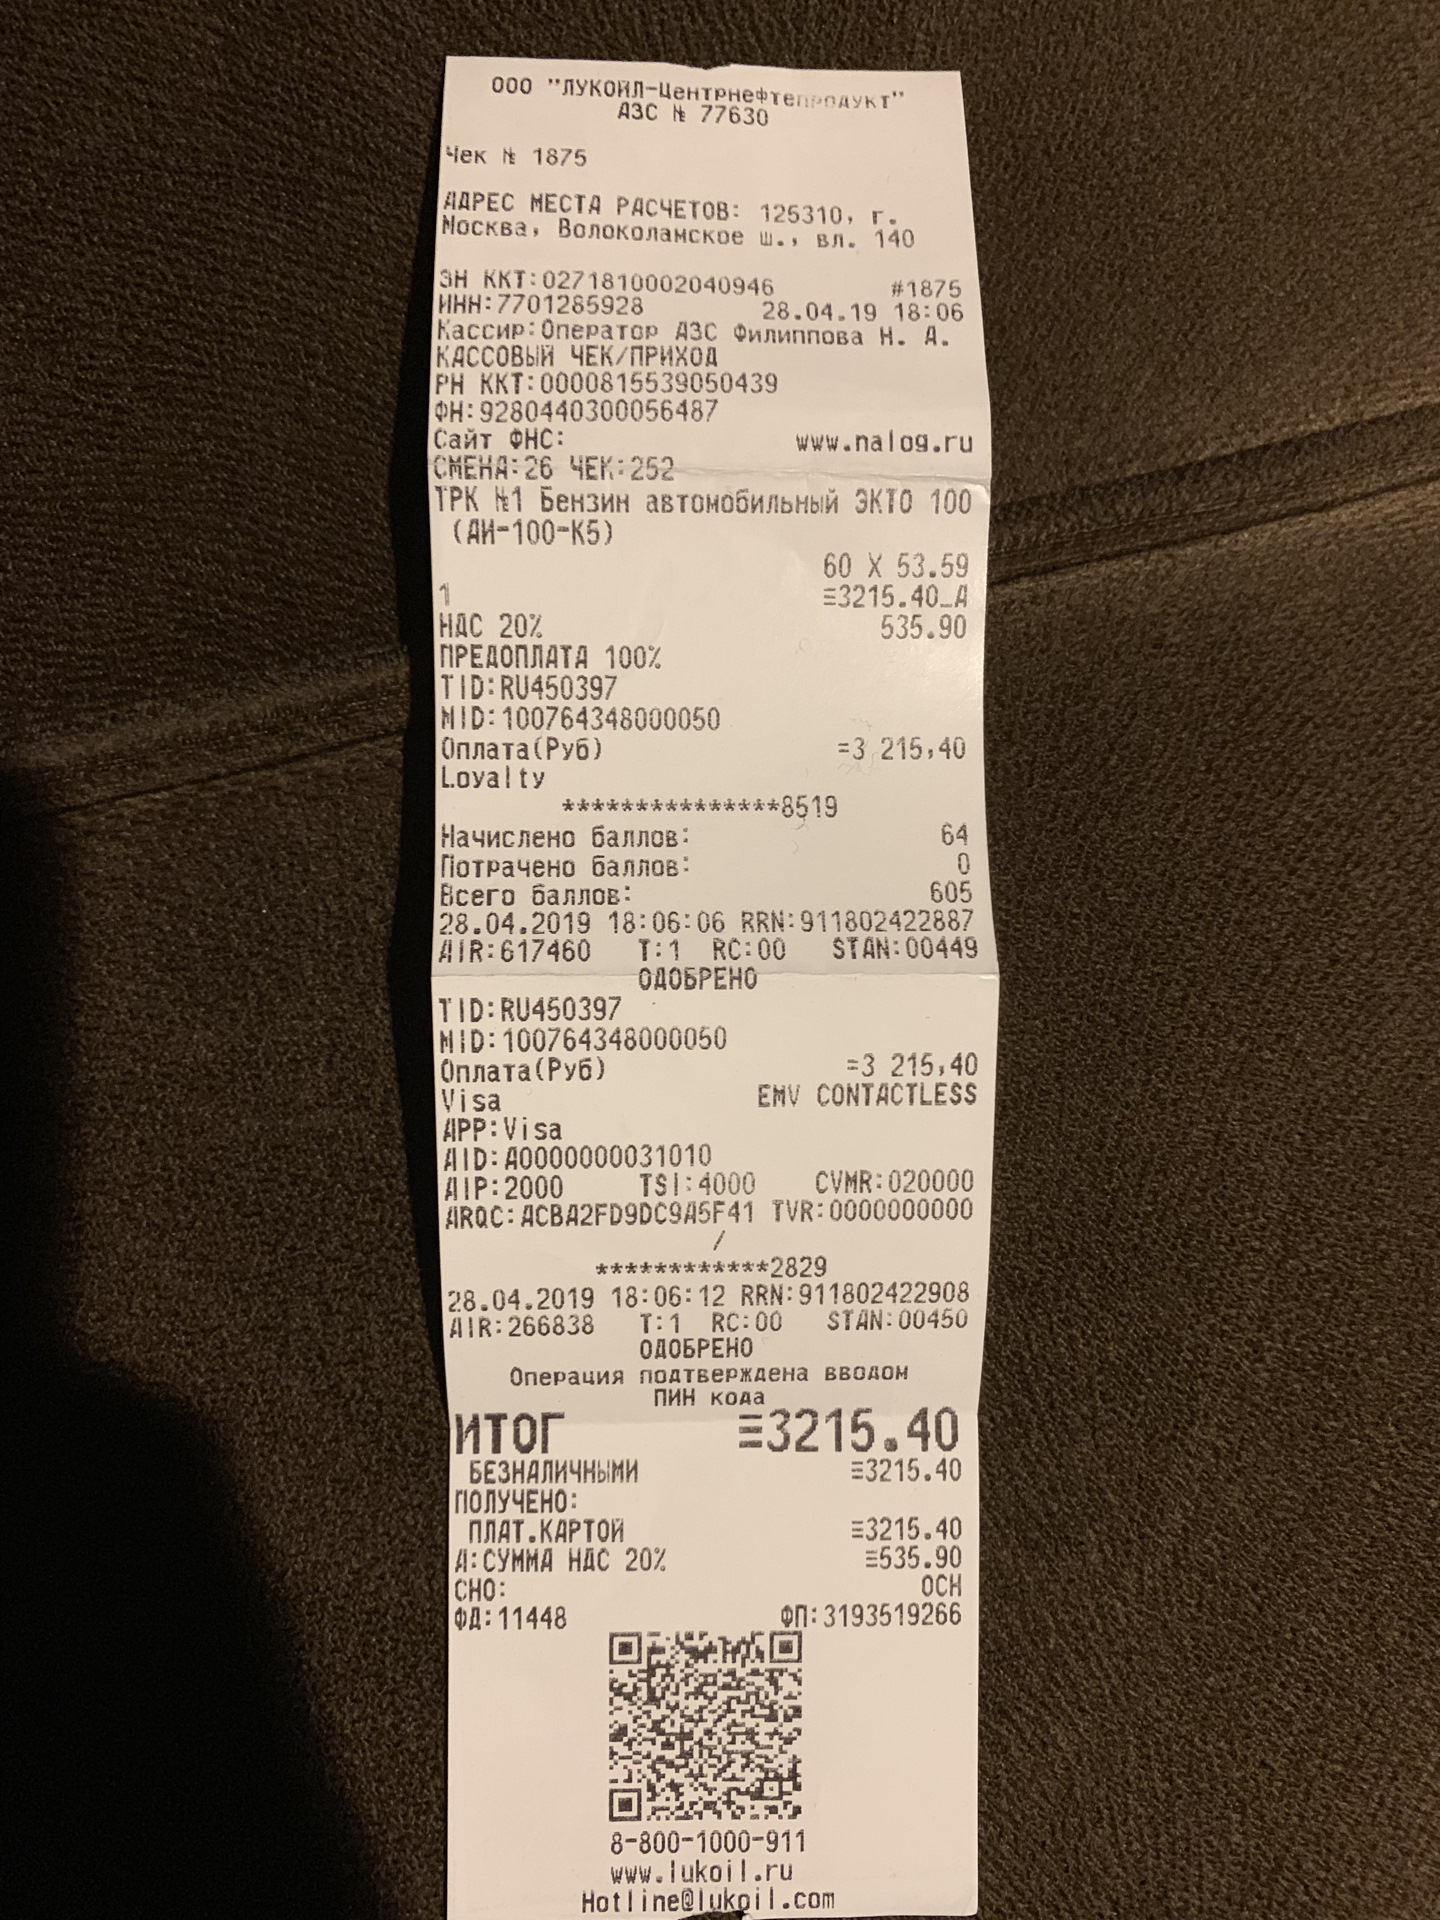 ООО "ЛУКОЙЛ-Центрнефтепродукт"
АЗС № 77630
Чек № 1875
АДРЕС МЕСТА РАСЧЕТОВ: 125310, г.
Москва, Волоколамское ш., вл. 140
ЗН ККТ:0271810002040946 #1875
ИНН:7701285928 28.04.19 18:06
Кассир:Оператор АЗС Филиппова Н. А.
КАССОВЫЙ ЧЕК/ПРИХОД
РН ККТ:0000815539050439
ФН:9280440300056487
Сайт ФНС: www.nalog.ru
СМЕНА:26 ЧЕК:252
ТРК №1 Бензин автомобильный ЭКТО 100
(АИ-100-К5)
60 X 53.59
1 ≡3215.40_А
НДС 20% 535.90
ПРЕДОПЛАТА 100%
TID:RU450397
MID:100764348000050
Оплата(Руб) =3 215,40
Loyalty
***************8519
Начислено баллов: 64
Потрачено баллов: 0
Всего баллов: 605
28.04.2019 18:06:06 RRN:911802422887
AIR:617460 T:1 RC:00 STAN:00449
ОДОБРЕНО
TID:RU450397
MID:100764348000050
Оплата(Руб) =3 215,40
Visa EMV CONTACTLESS
APP:Visa
AID:A0000000031010
AIP:2000 TSI:4000 CVMR:020000
ARQC:ACBA2FD9DC9A5F41 TVR:0000000000
/
************2829
28.04.2019 18:06:12 RRN:911802422908
AIR:266838 T:1 RC:00 STAN:00450
ОДОБРЕНО
Операция подтверждена вводом
ПИН кода
ИТОГ ≡3215.40
БЕЗНАЛИЧНЫМИ ≡3215.40
ПОЛУЧЕНО:
ПЛАТ.КАРТОЙ ≡3215.40
А:СУММА НДС 20% ≡535.90
СНО: ОСН
ФД:11448 ФП:3193519266
8-800-1000-911
www.lukoil.ru
Hotline@lukoil.com